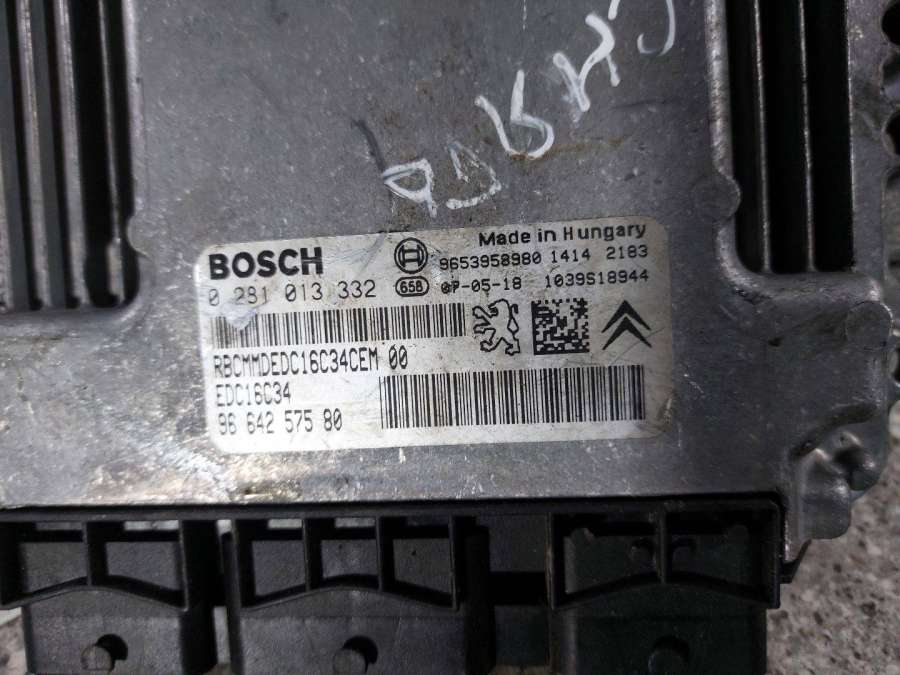 Made in Hungary
BOSCH
9653958980 1414 2183
0 281 013 332
658
07-05-18 1039S18944
RBCMMDEDC16C34CEM 00
EDC16C34
96 642 575 80